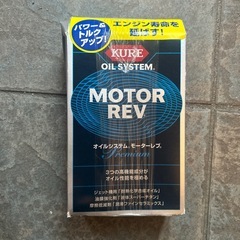 パワー&
トルク
アップ!
エンジン寿命を
延ばす!
KURE
OIL SYSTEM
MOTOR
REV
オイルシステム モーターレブ
Premium
3つの高機能成分が
オイル性能を極める